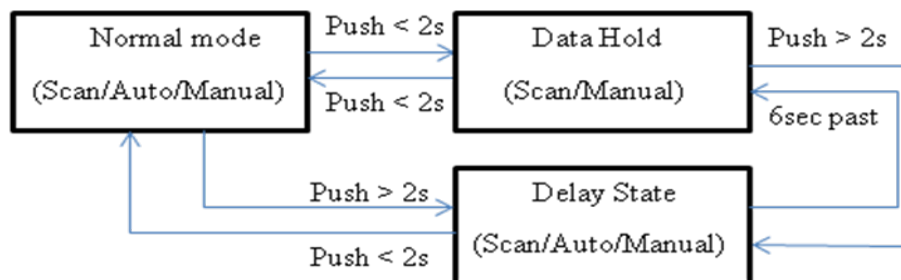 Normal mode
(Scan/Auto/Manual)
Push < 2s
Push < 2s
Data Hold
(Scan/Manual)
Push > 2s
6sec past
Push > 2s
Push < 2s
Delay State
(Scan/Auto/Manual)